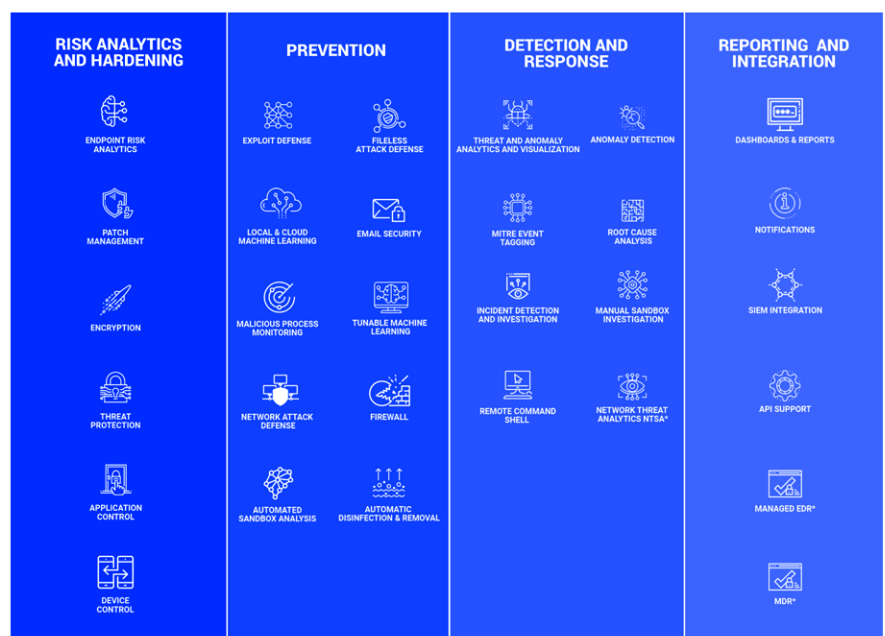 RISK ANALYTICS
AND HARDENING
ENDPOINT RISK
ANALYTICS
PATCH
MANAGEMENT
ENCRYPTION
THREAT
PROTECTION
APPLICATION
CONTROL
DEVICE
CONTROL
PREVENTION
EXPLOIT DEFENSE
FILELESS
ATTACK DEFENSE
LOCAL & CLOUD
MACHINE LEARNING
EMAIL SECURITY
MALICIOUS PROCESS
MONITORING
TUNABLE MACHINE
LEARNING
NETWORK ATTACK
DEFENSE
FIREWALL
AUTOMATED
SANDBOX ANALYSIS
AUTOMATIC
DISINFECTION & REMOVAL
DETECTION AND
RESPONSE
THREAT AND ANOMALY
ANALYTICS AND VISUALIZATION
ANOMALY DETECTION
MITRE EVENT
TAGGING
ROOT CAUSE
ANALYSIS
INCIDENT DETECTION
AND INVESTIGATION
MANUAL SANDBOX
INVESTIGATION
REMOTE COMMAND
SHELL
NETWORK THREAT
ANALYTICS NTSA*
REPORTING AND
INTEGRATION
DASHBOARDS & REPORTS
NOTIFICATIONS
SIEM INTEGRATION
API SUPPORT
MANAGED EDR*
MDR*